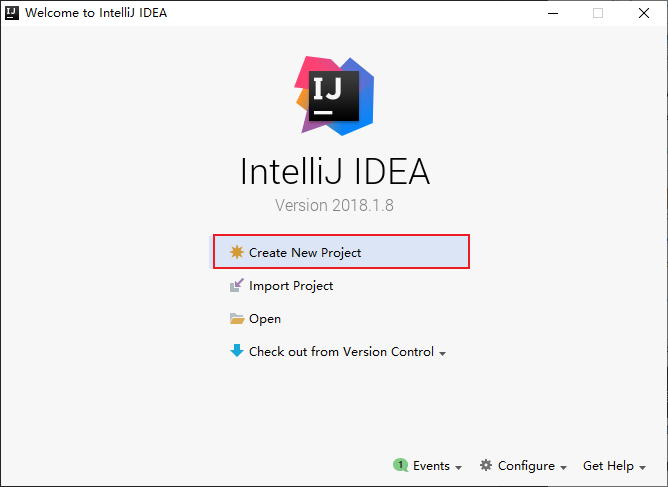 Welcome to IntelliJ IDEA
IJ
IntelliJ IDEA
Version 2018.1.8
Create New Project
Import Project
Open
Check out from Version Control
1 Events Configure Get Help